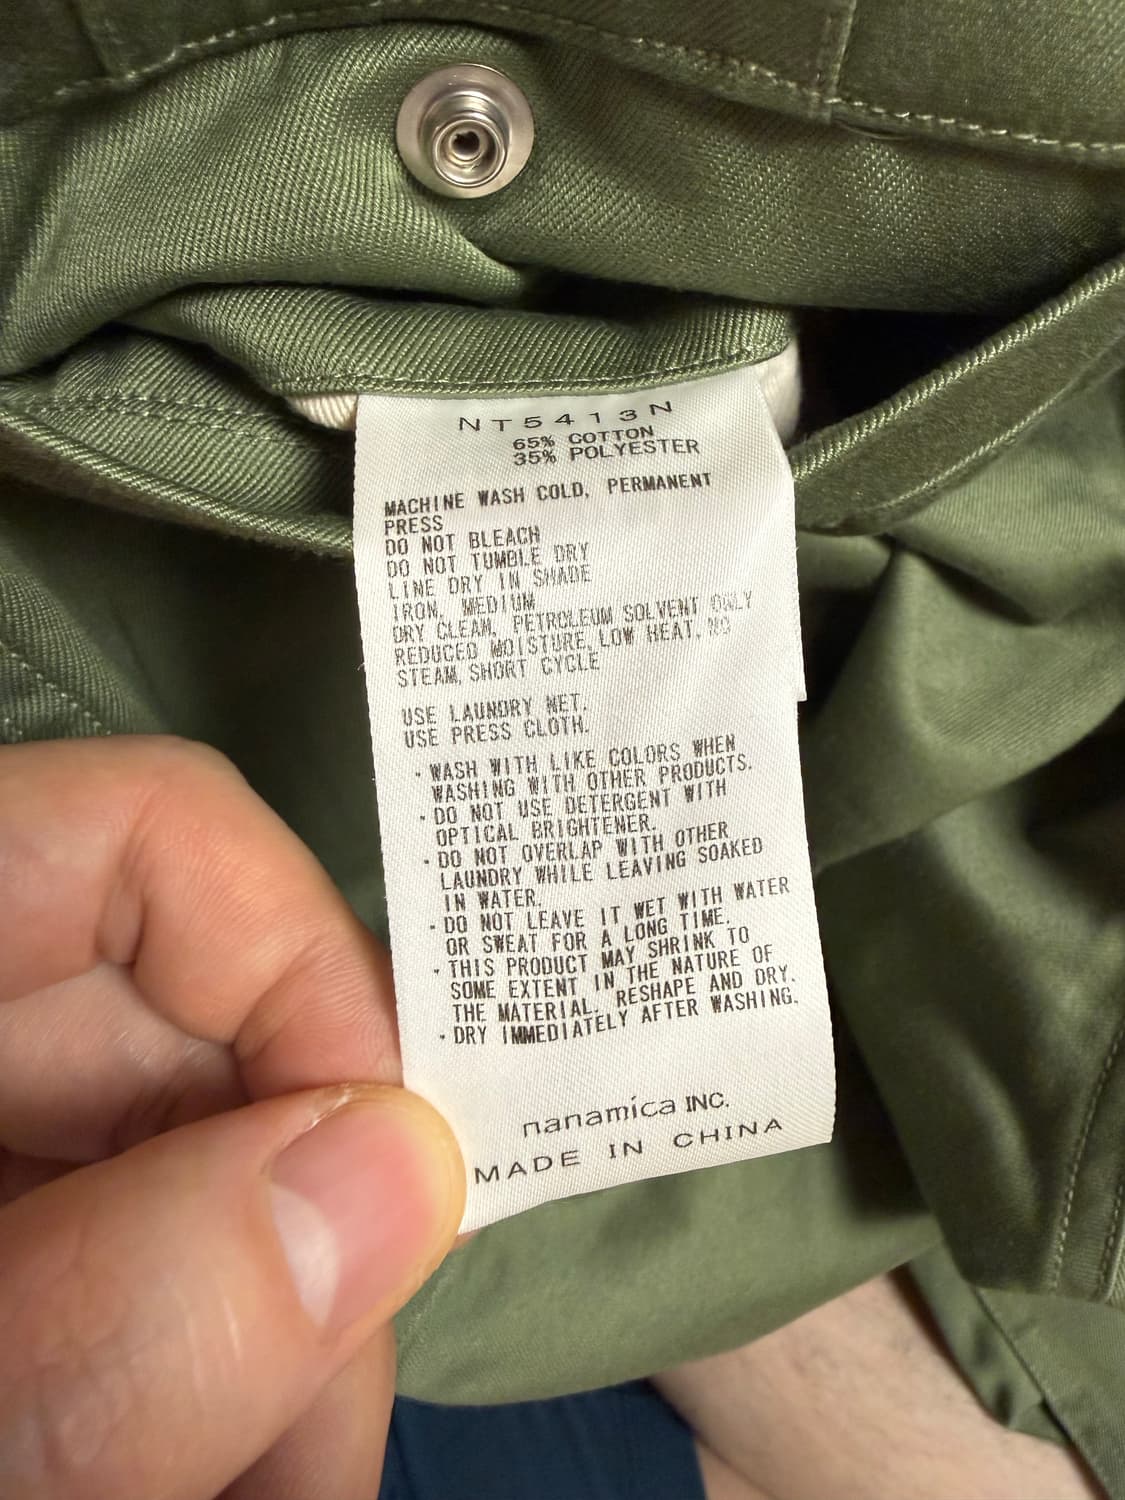 NT5413N
65% COTTON
35% POLYESTER
MACHINE WASH COLD, PERMANENT
PRESS
DO NOT BLEACH
DO NOT TUMBLE DRY
LINE DRY IN SHADE
IRON, MEDIUM
DRY CLEAN, PETROLEUM SOLVENT ONLY
REDUCED MOISTURE, LOW HEAT, NO
STEAM, SHORT CYCLE
USE LAUNDRY NET.
USE PRESS CLOTH.
・WASH WITH LIKE COLORS WHEN
WASHING WITH OTHER PRODUCTS.
・DO NOT USE DETERGENT WITH
OPTICAL BRIGHTENER.
・DO NOT OVERLAP WITH OTHER
LAUNDRY WHILE LEAVING SOAKED
IN WATER.
・DO NOT LEAVE IT WET WITH WATER
OR SWEAT FOR A LONG TIME.
・THIS PRODUCT MAY SHRINK TO
SOME EXTENT IN THE NATURE OF
THE MATERIAL. RESHAPE AND DRY.
・DRY IMMEDIATELY AFTER WASHING.
nanamica INC.
MADE IN CHINA